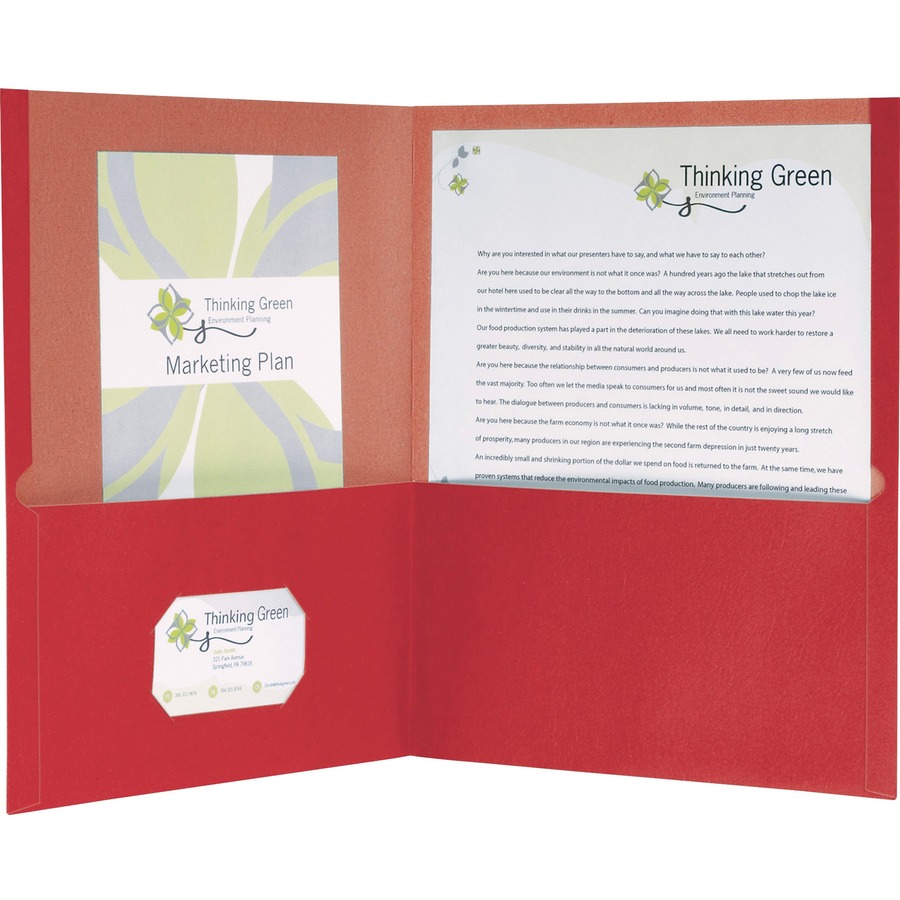 Thinking Green
Environment Planning
Marketing Plan
Thinking Green
Environment Planning
Why are you interested in what our presenters have to say, and what we have to say to each other?
Are you here because our environment is not what it once was? A hundred years ago the lake that stretches out from
our hotel here used to be clear all the way to the bottom and all the way across the lake. People used to chop the lake ice
in the wintertime and use in their drinks in the summer. Can you imagine doing that with this lake water this year?
Our food production system has played a part in the deterioration of these lakes. We all need to work harder to restore a
greater beauty, diversity, and stability in all the natural world around us.
Are you here because the relationship between consumers and producers is not what it used to be? A very few of us now feed
the vast majority. Too often we let the media speak to consumers for us and most often it is not the sweet sound we would like
to hear. The dialogue between producers and consumers is lacking in volume, tone, in detail, and in direction.
Are you here because the farm economy is not what it once was? While the rest of the country is enjoying a long stretch
of prosperity, many producers in our region are experiencing the second farm depression in just twenty years.
An incredibly small and shrinking portion of the dollar we spend on food is returned to the farm. At the same time, we have
proven systems that reduce the environmental impacts of food production. Many producers are following and leading these
Thinking Green
Environment Planning
John Smith
321 Park Avenue
Springfield, PA 79816